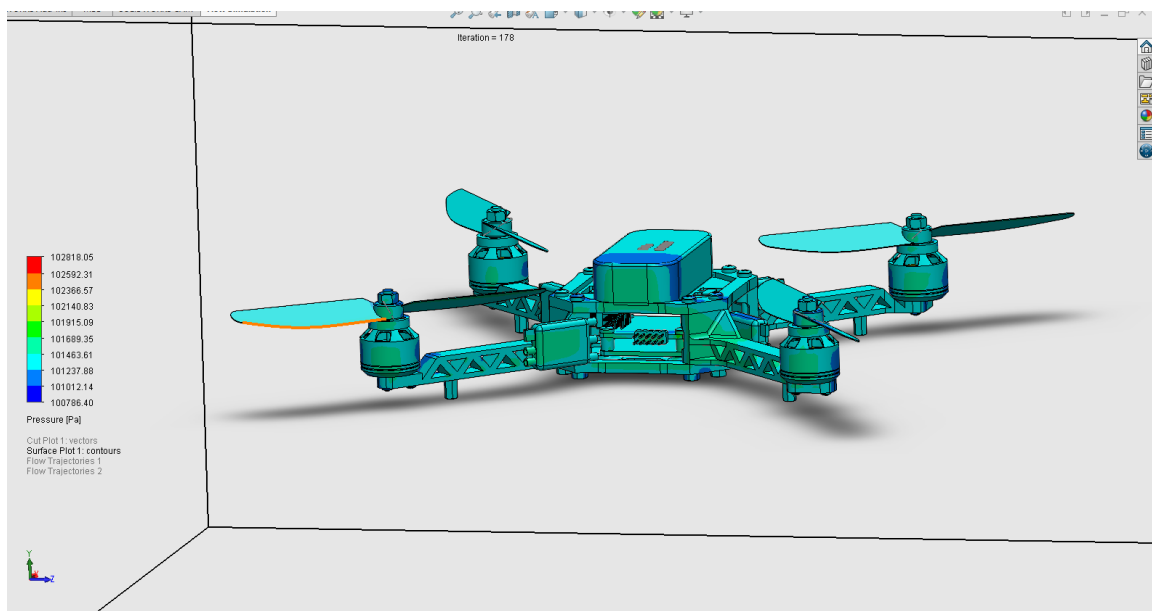 Iteration = 178
102818.05
102592.31
102366.57
102140.83
101915.09
101689.35
101463.61
101237.88
101012.14
100786.40
Pressure [Pa]
Cut Plot 1: vectors
Surface Plot 1: contours
Flow Trajectories 1
Flow Trajectories 2
Y
Z